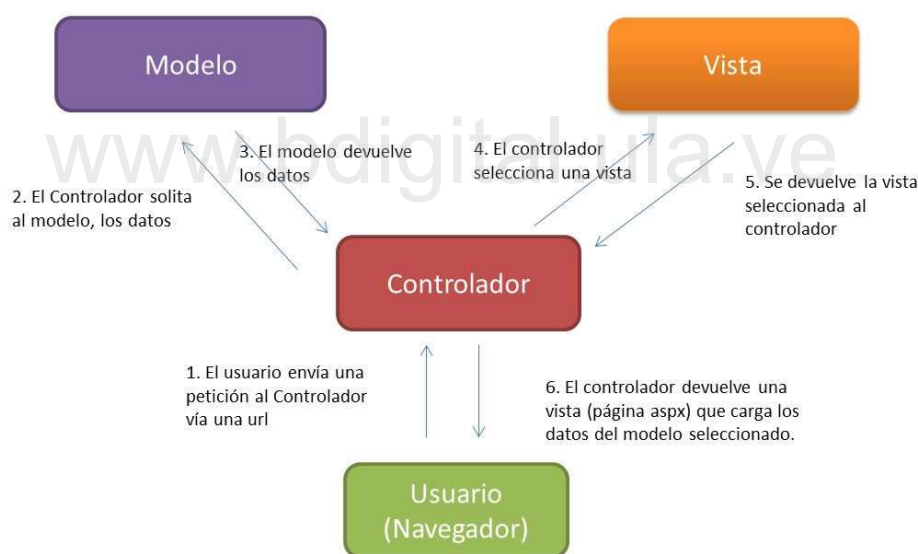 Modelo
Vista
www.bdigital.ula.ve
3. El modelo devuelve
los datos
4. El controlador
selecciona una vista
2. El Controlador solita
al modelo, los datos
5. Se devuelve la vista
seleccionada al
controlador
Controlador
1. El usuario envía una
petición al Controlador
vía una url
6. El controlador devuelve una
vista (página aspx) que carga los
datos del modelo seleccionado.
Usuario
(Navegador)